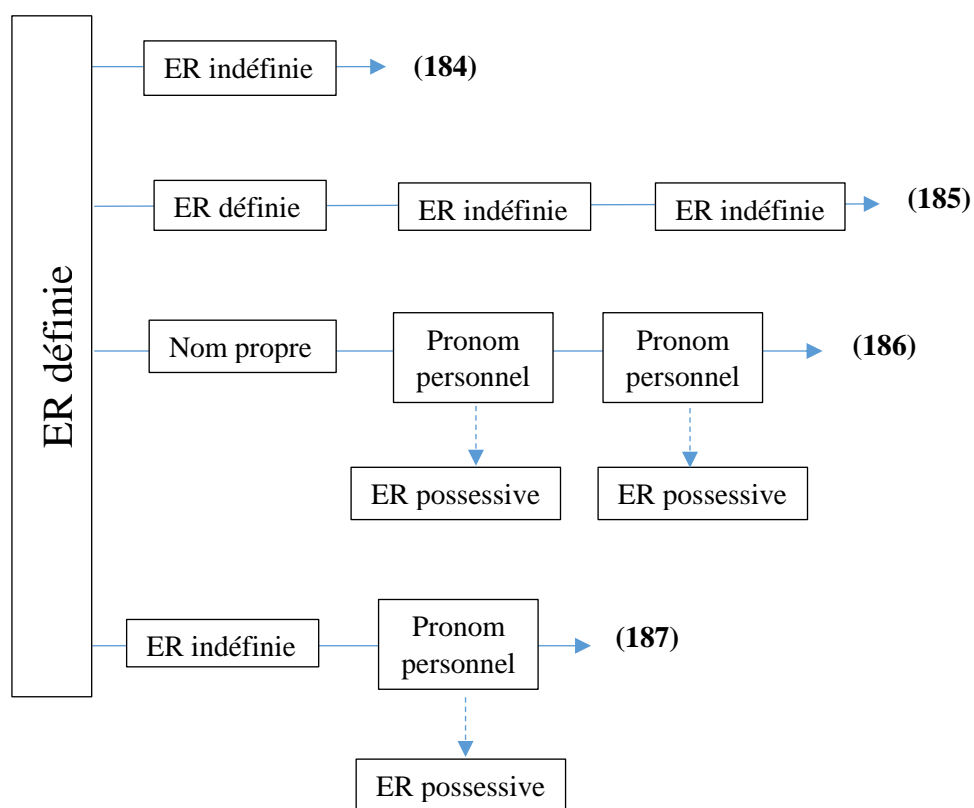 ER définie
ER indéfinie
(184)
ER définie
ER indéfinie
ER indéfinie
(185)
Nom propre
Pronom
personnel
Pronom
personnel
(186)
ER possessive
ER possessive
ER indéfinie
Pronom
personnel
(187)
ER possessive